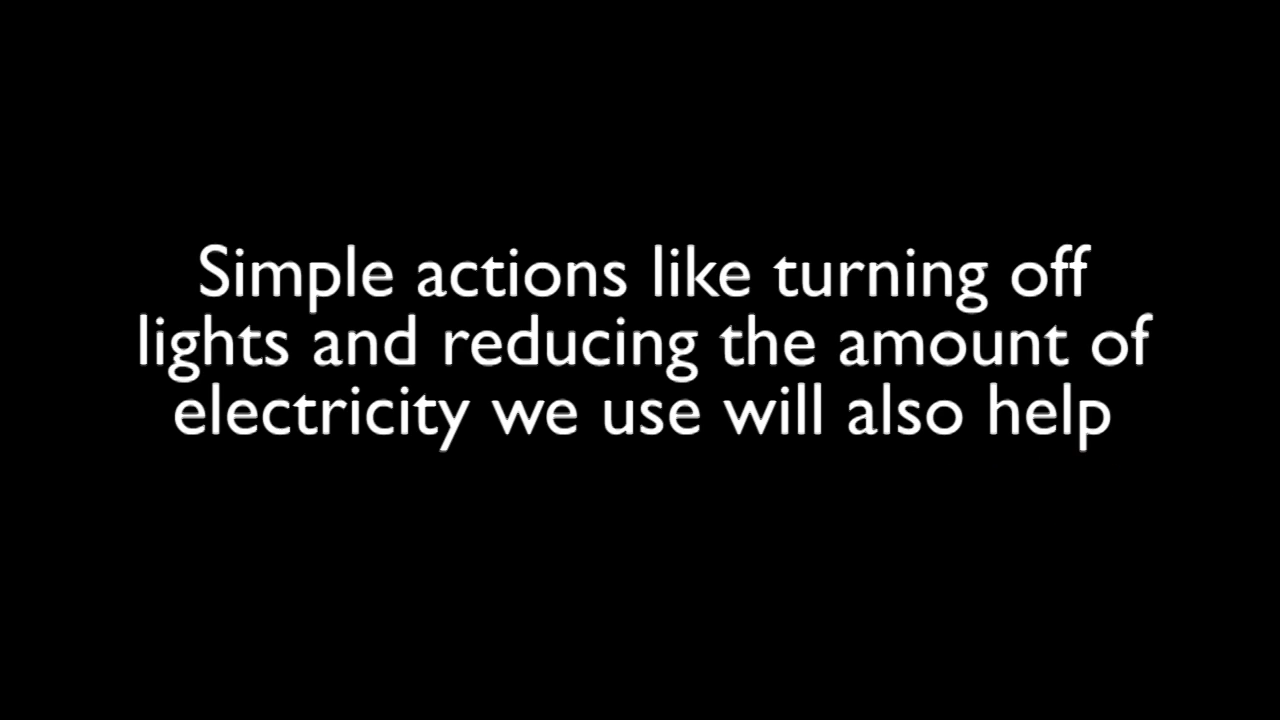 Simple actions like turning off
lights and reducing the amount of
electricity we use will also help